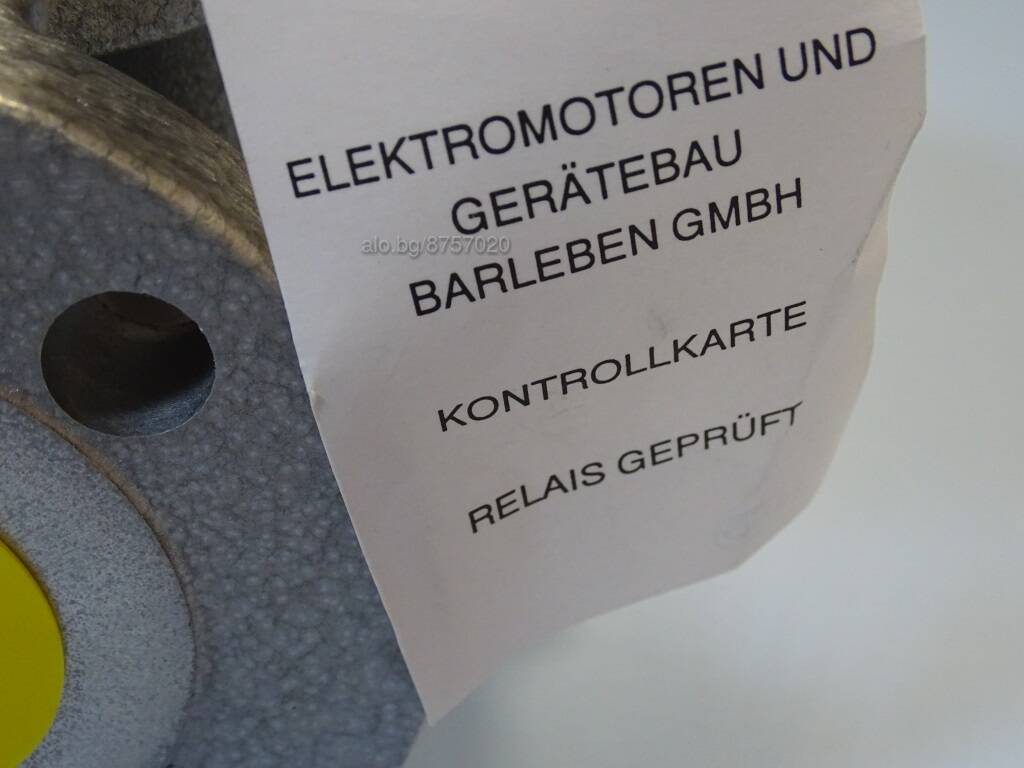 ELEKTROMOTOREN UND
GERÄTEBAU
alo.bg/8757020
BARLEBEN GMBH
KONTROLLKARTE
RELAIS GEPRÜFT